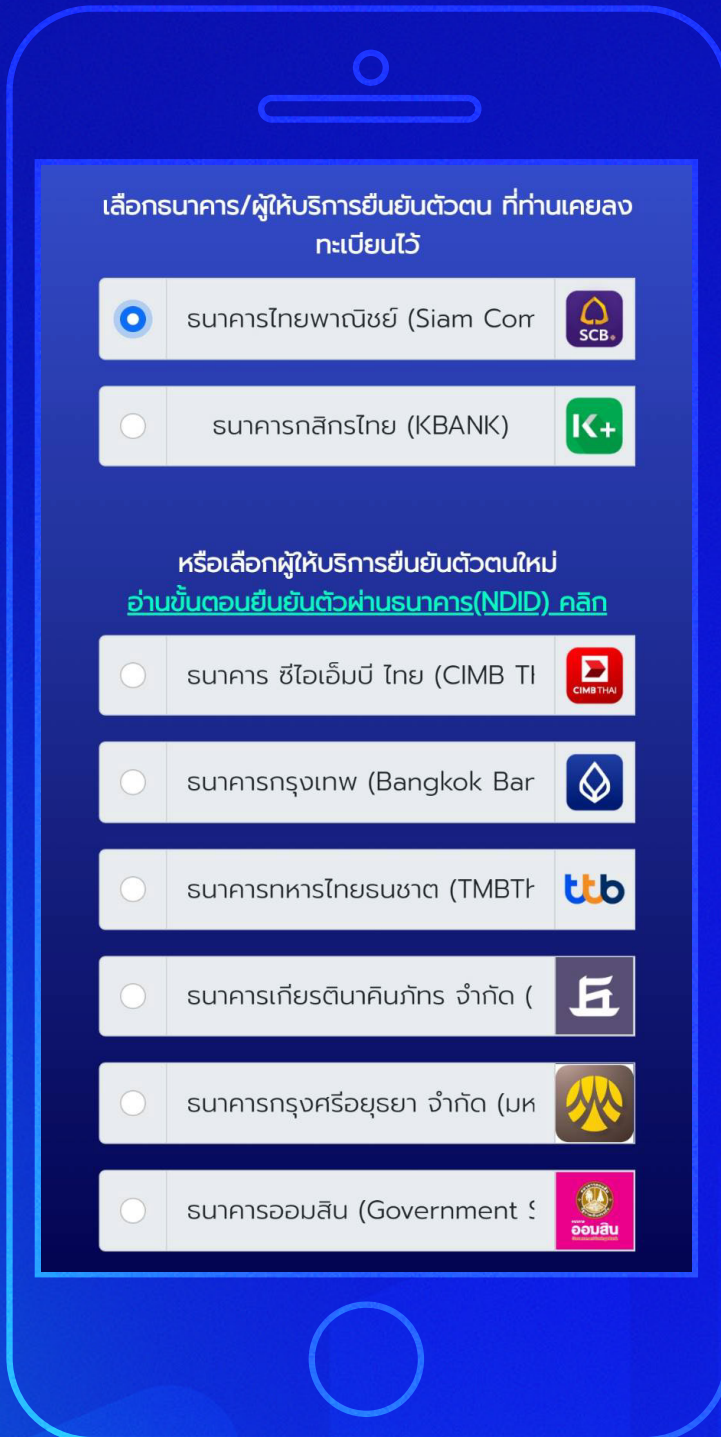 เลือกธนาคาร/ผู้ให้บริการยืนยันตัวตน ที่ท่านเคยลง
ทะเบียนไว้
ธนาคารไทยพาณิชย์ (Siam Com
SCB
ธนาคารกสิกรไทย (KBANK)
K+
หรือเลือกผู้ให้บริการยืนยันตัวตนใหม่
อ่านขั้นตอนยืนยันตัวผ่านธนาคาร(NDID) คลิก
ธนาคาร ซีไอเอ็มบี ไทย (CIMB Th
CIMB THAI
ธนาคารกรุงเทพ (Bangkok Ban
ธนาคารทหารไทยธนชาต (TMBTh
ttb
ธนาคารเกียรตินาคินภัทร จำกัด (
ธนาคารกรุงศรีอยุธยา จำกัด (มห
ธนาคารออมสิน (Government S
ออมสิน